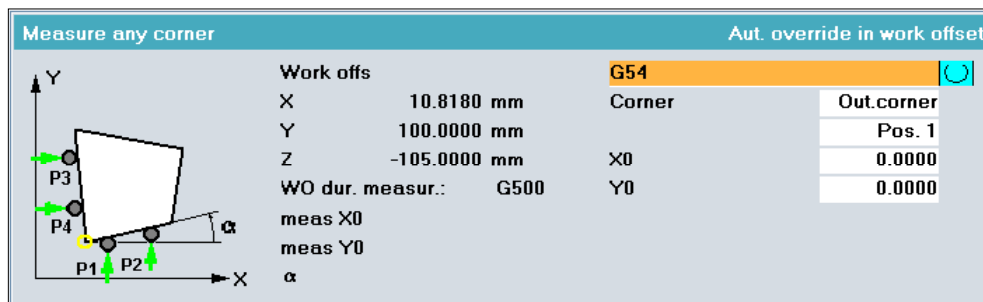 Measure any corner Aut. override in work offset
Y Work offs G54
X 10.8180 mm Corner Out.corner
Y 100.0000 mm Pos. 1
P3 Z -105.0000 mm X0 0.0000
WO dur. measur.: G500 Y0 0.0000
P4 α meas X0
meas Y0
P1 P2 X α